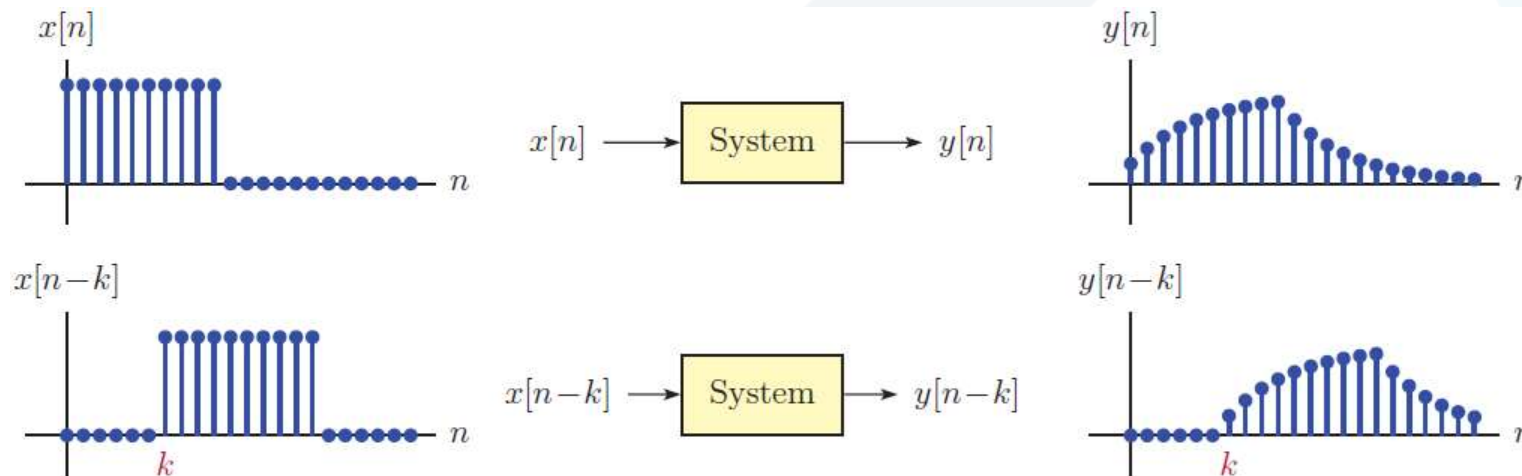 x[n]
y[n]
x[n] System y[n]
n
x[n−k]
y[n−k]
x[n−k] System y[n−k]
n
k
k